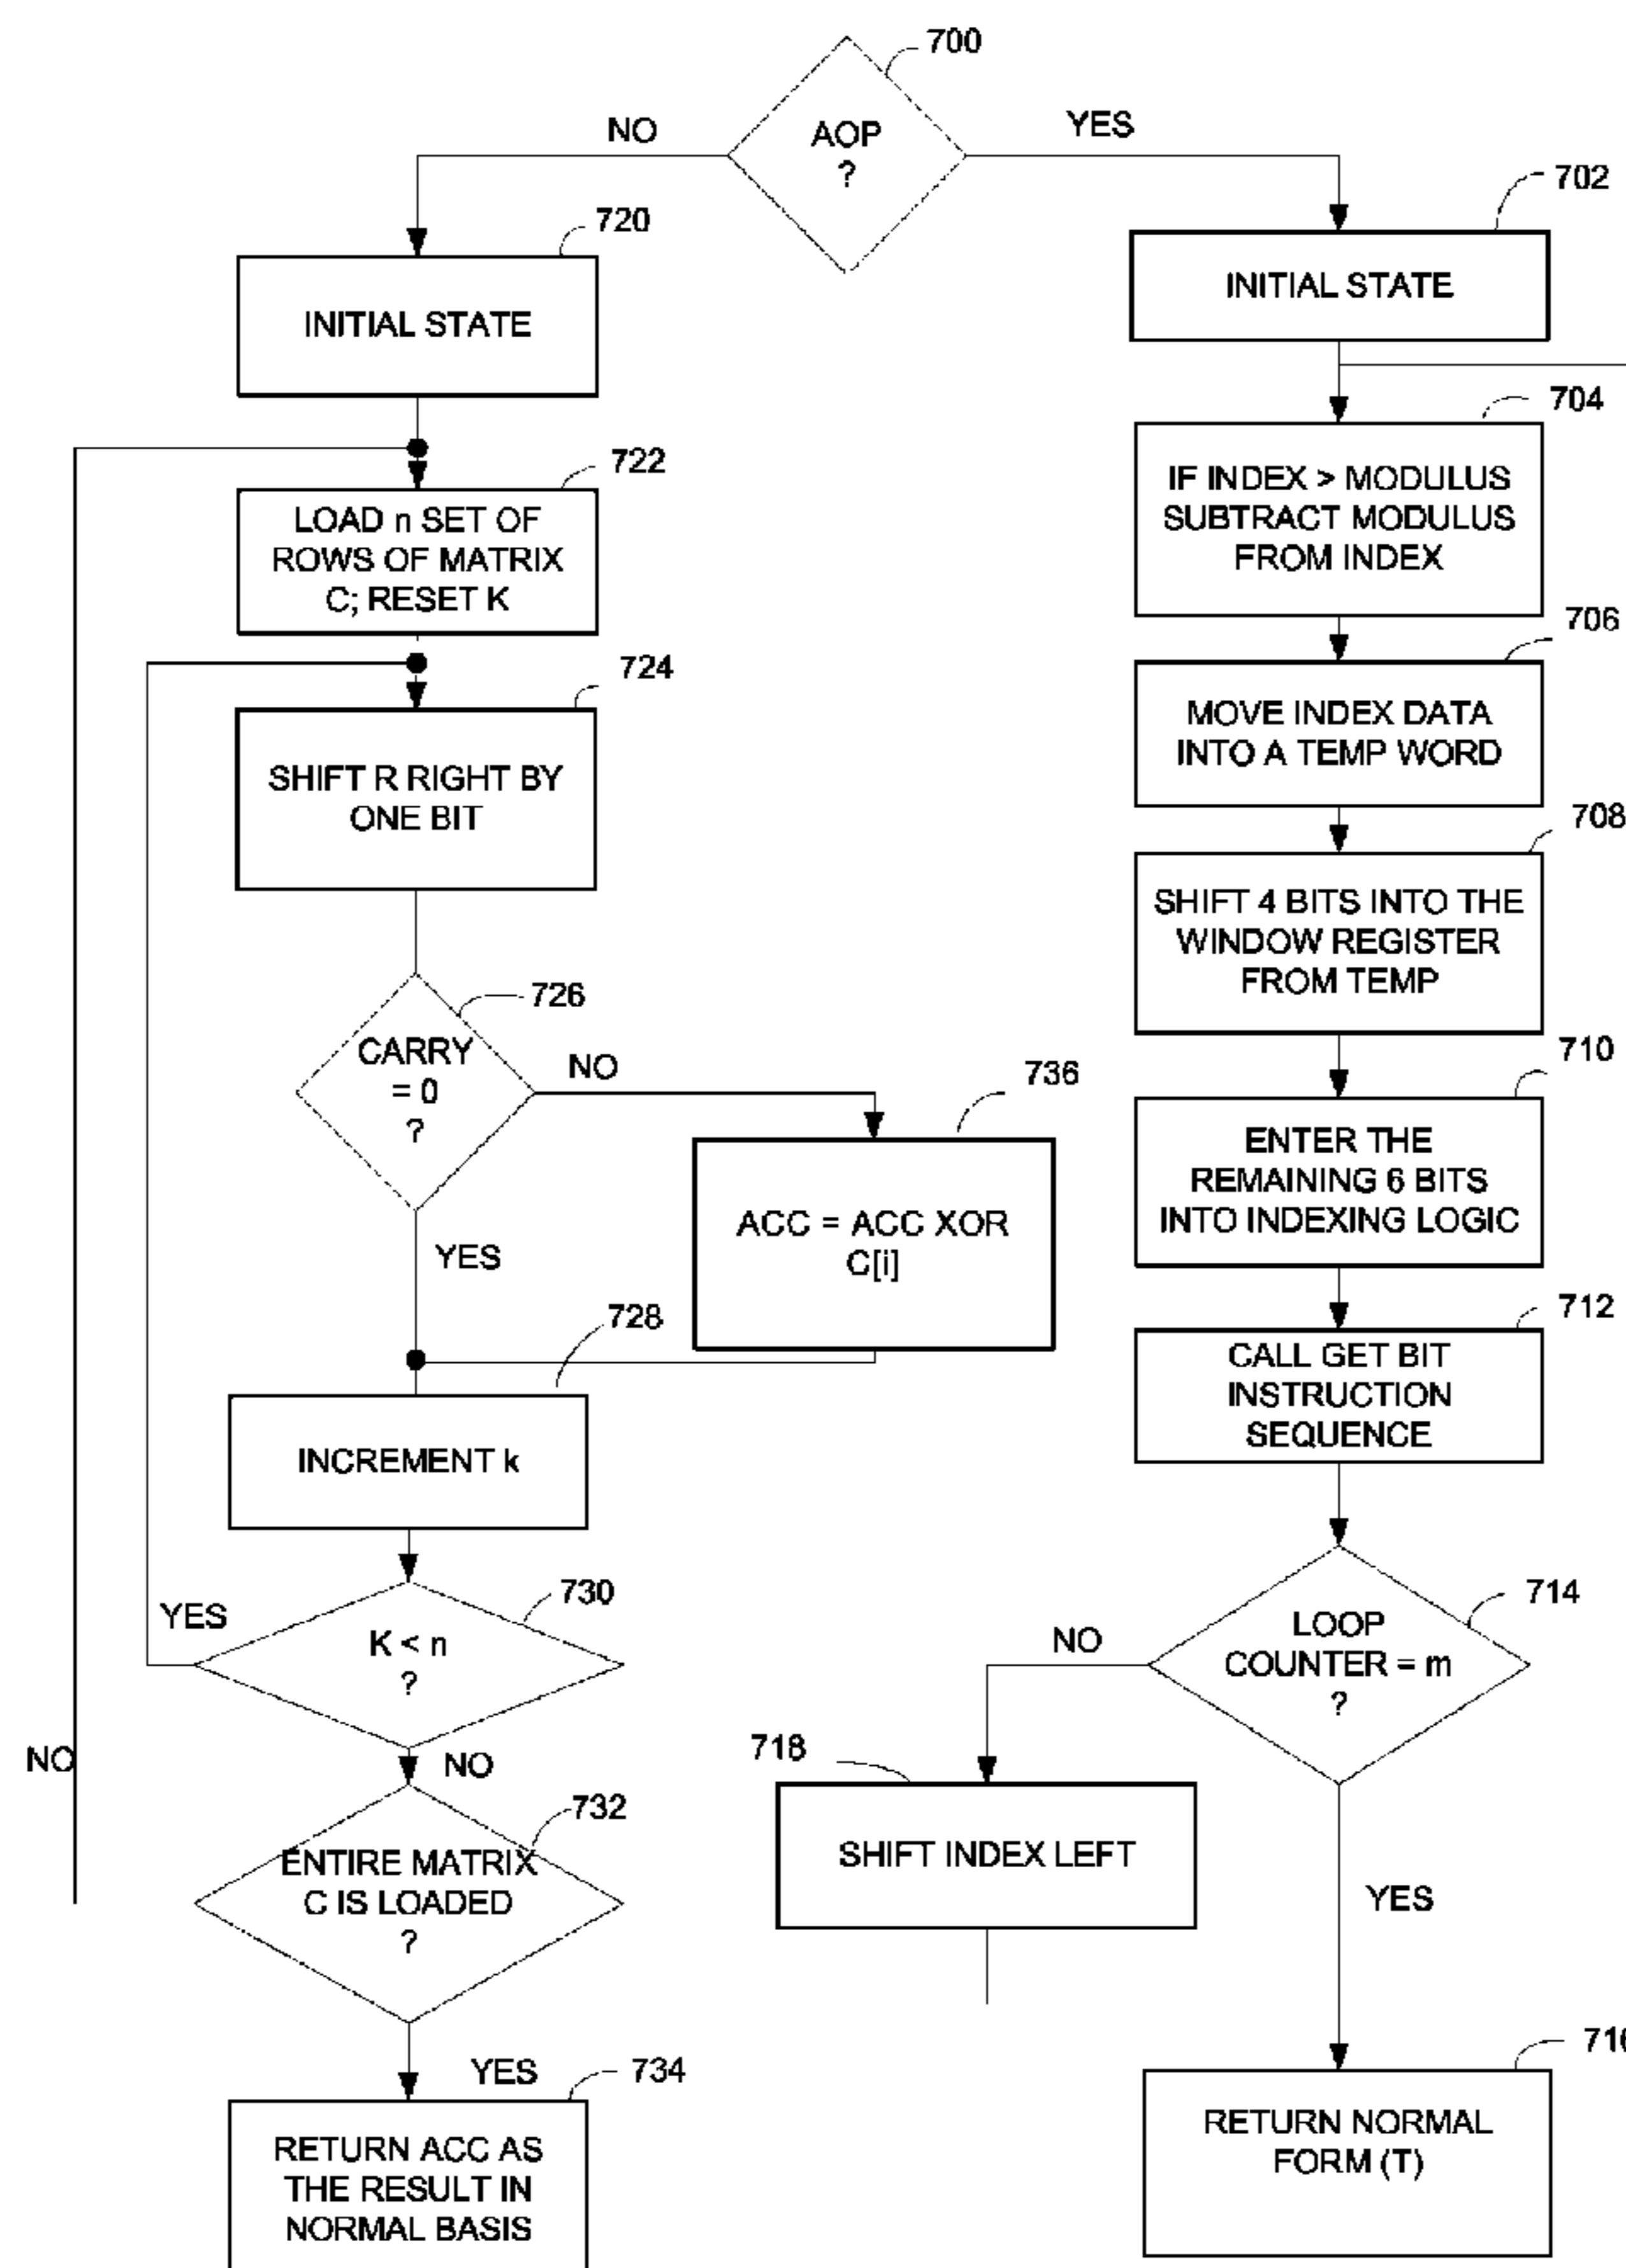 700
AOP
?
NO
YES
720
INITIAL STATE
722
LOAD n SET OF
ROWS OF MATRIX
C; RESET K
724
SHIFT R RIGHT BY
ONE BIT
726
CARRY
= 0
?
NO
YES
736
ACC = ACC XOR
C[i]
728
INCREMENT k
730
K < n
?
YES
NO
732
ENTIRE MATRIX
C IS LOADED
?
NO
YES
734
RETURN ACC AS
THE RESULT IN
NORMAL BASIS
702
INITIAL STATE
704
IF INDEX > MODULUS
SUBTRACT MODULUS
FROM INDEX
706
MOVE INDEX DATA
INTO A TEMP WORD
708
SHIFT 4 BITS INTO THE
WINDOW REGISTER
FROM TEMP
710
ENTER THE
REMAINING 6 BITS
INTO INDEXING LOGIC
712
CALL GET BIT
INSTRUCTION
SEQUENCE
714
LOOP
COUNTER = m
?
NO
YES
718
SHIFT INDEX LEFT
716
RETURN NORMAL
FORM (T)